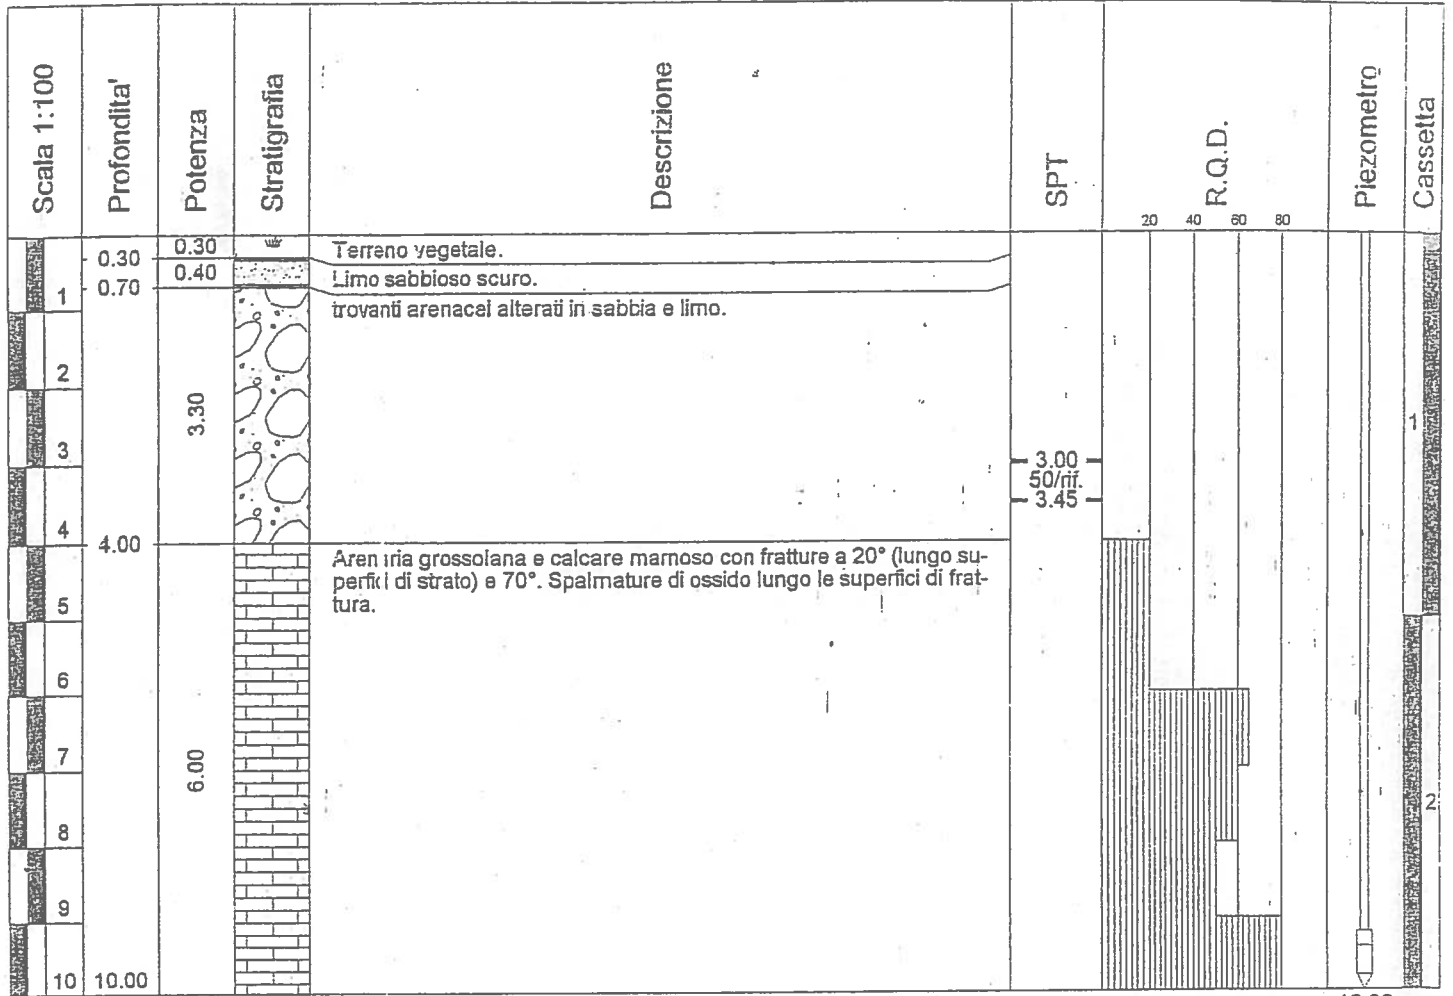 Scala 1:100
Profondita'
Potenza
Stratigrafia
Descrizione
SPT
R.Q.D.
Piezometro
Cassetta
20 40 60 80
0.30
0.30
Terreno vegetale.
0.40
0.70
Limo sabbioso scuro.
1
trovanti arenacei alterati in sabbia e limo.
2
3.30
1
3
3.00
50/rif.
3.45
4
4.00
Aren ria grossolana e calcare marnoso con fratture a 20° (lungo su-
perfici di strato) e 70°. Spalmature di ossido lungo le superfici di frat-
tura.
5
6
7
6.00
2
8
9
10
10.00